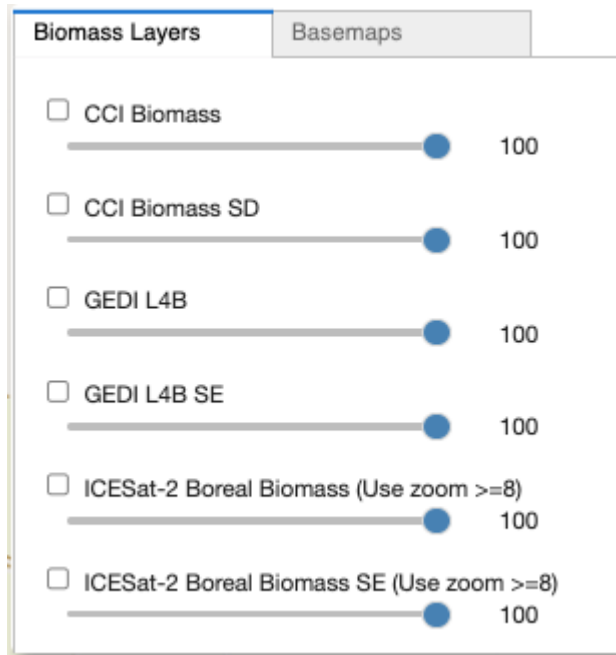 Biomass Layers
Basemaps
CCI Biomass
100
CCI Biomass SD
100
GEDI L4B
100
GEDI L4B SE
100
ICESat-2 Boreal Biomass (Use zoom >=8)
100
ICESat-2 Boreal Biomass SE (Use zoom >=8)
100